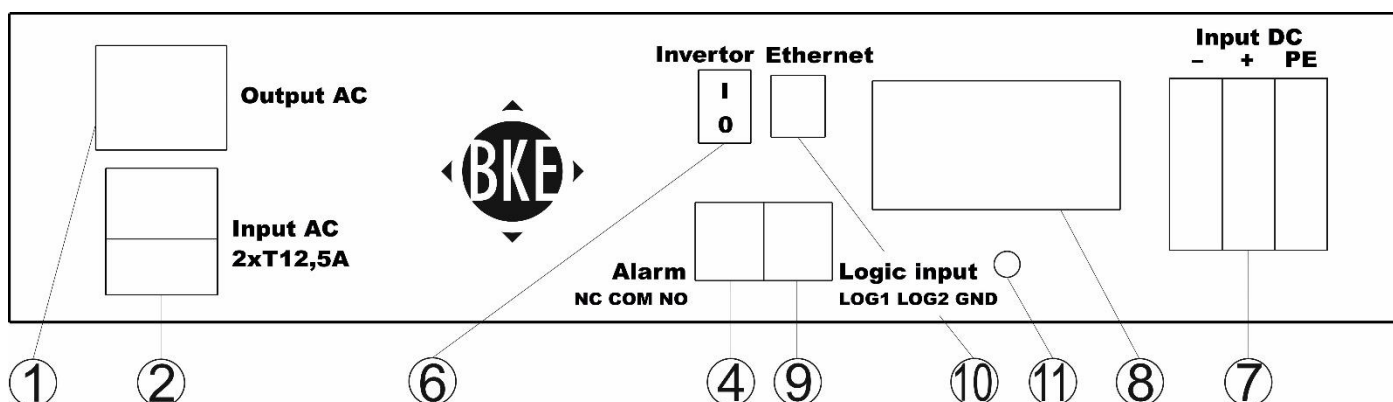 Invertor Ethernet
Input DC
– + PE
I
0
Output AC
BKE
Input AC
2xT12,5A
Alarm
NC COM NO
Logic input
LOG1 LOG2 GND
1 2 6 4 9 10 11 8 7